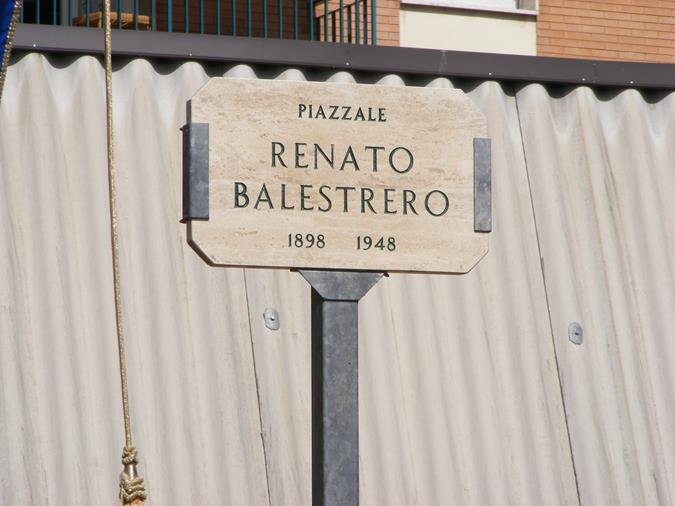 PIAZZALE
RENATO
BALESTRERO
1898 1948